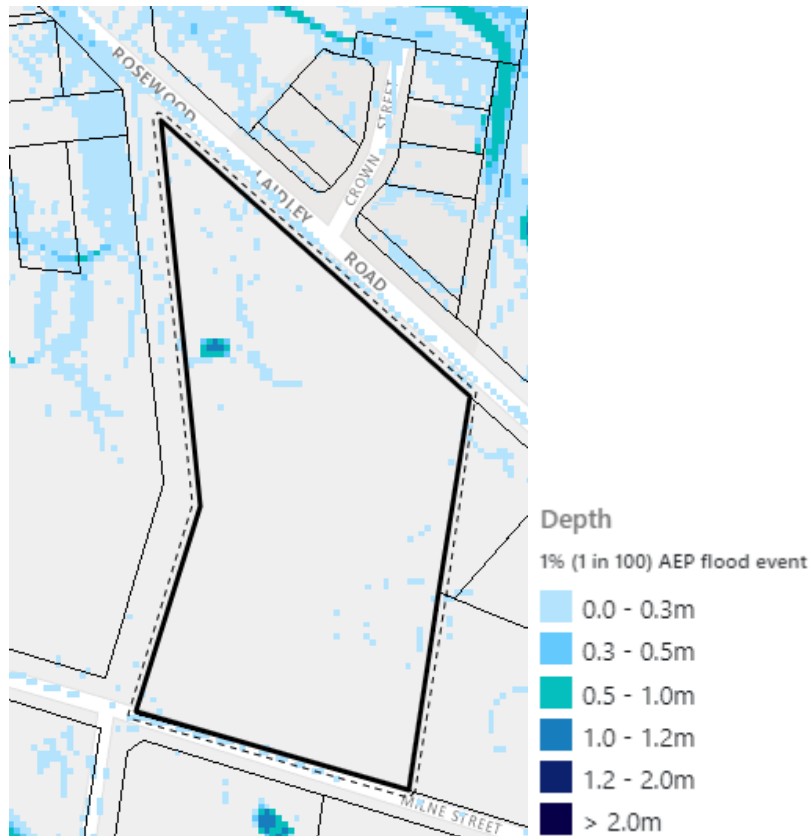 ROSEWOOD
LAIDLEY
ROAD
CROWN
STREET
MILNE STREET
Depth
1% (1 in 100) AEP flood event
0.0 - 0.3m
0.3 - 0.5m
0.5 - 1.0m
1.0 - 1.2m
1.2 - 2.0m
> 2.0m